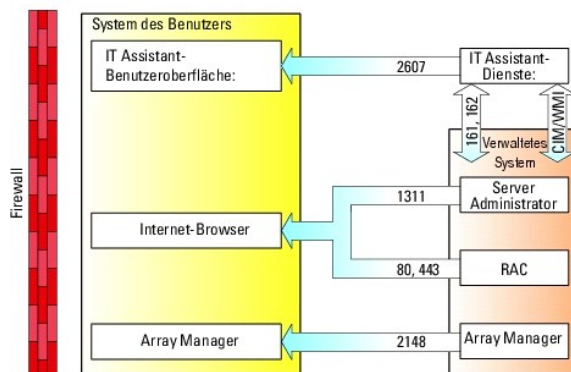 System des Benutzers
IT Assistant-
Benutzeroberfläche:
2607
IT Assistant-
Dienste:
161, 162
CIM/WMI
Verwaltetes
System
Firewall
1311
Server
Administrator
Internet-Browser
80, 443
RAC
Array Manager
2148
Array Manager